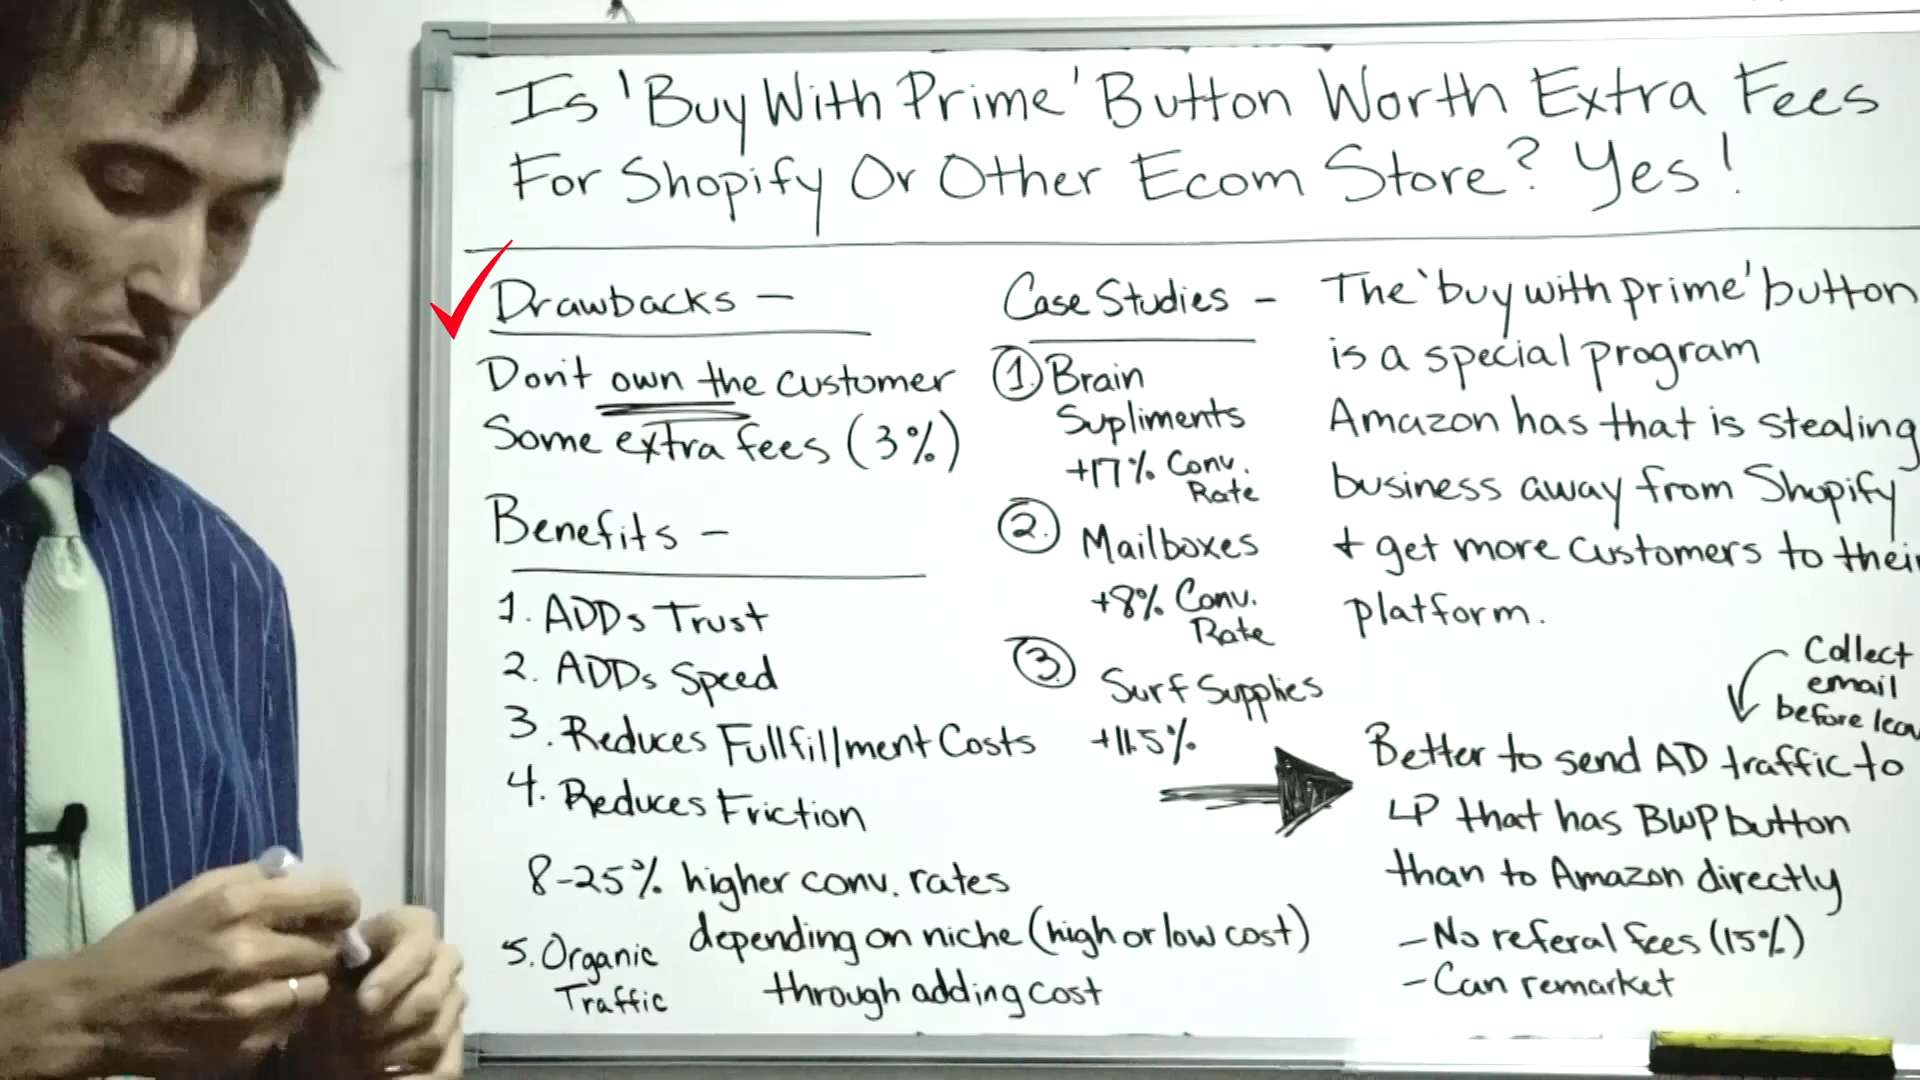 Is 'Buy With Prime' Button Worth Extra Fees
For Shopify Or Other Ecom Store? Yes!
Drawbacks -
Don't own the customer
Some extra fees (3%)
Benefits -
1. ADDs Trust
2. ADDs Speed
3. Reduces Fullfillment Costs
4. Reduces Friction
8-25% higher conv. rates
depending on niche (high or low cost)
through adding cost
5. Organic
Traffic
Case Studies -
1. Brain
Supliments
+17% Conv.
Rate
2. Mailboxes
+8% Conv.
Rate
3. Surf Supplies
+11.5%
The 'buy with prime' button
is a special program
Amazon has that is stealing
business away from Shopify
+ get more customers to their
platform.
Collect
email
before
Better to send AD traffic to
LP that has BWP button
than to Amazon directly
- No referal fees (15%)
- Can remarket